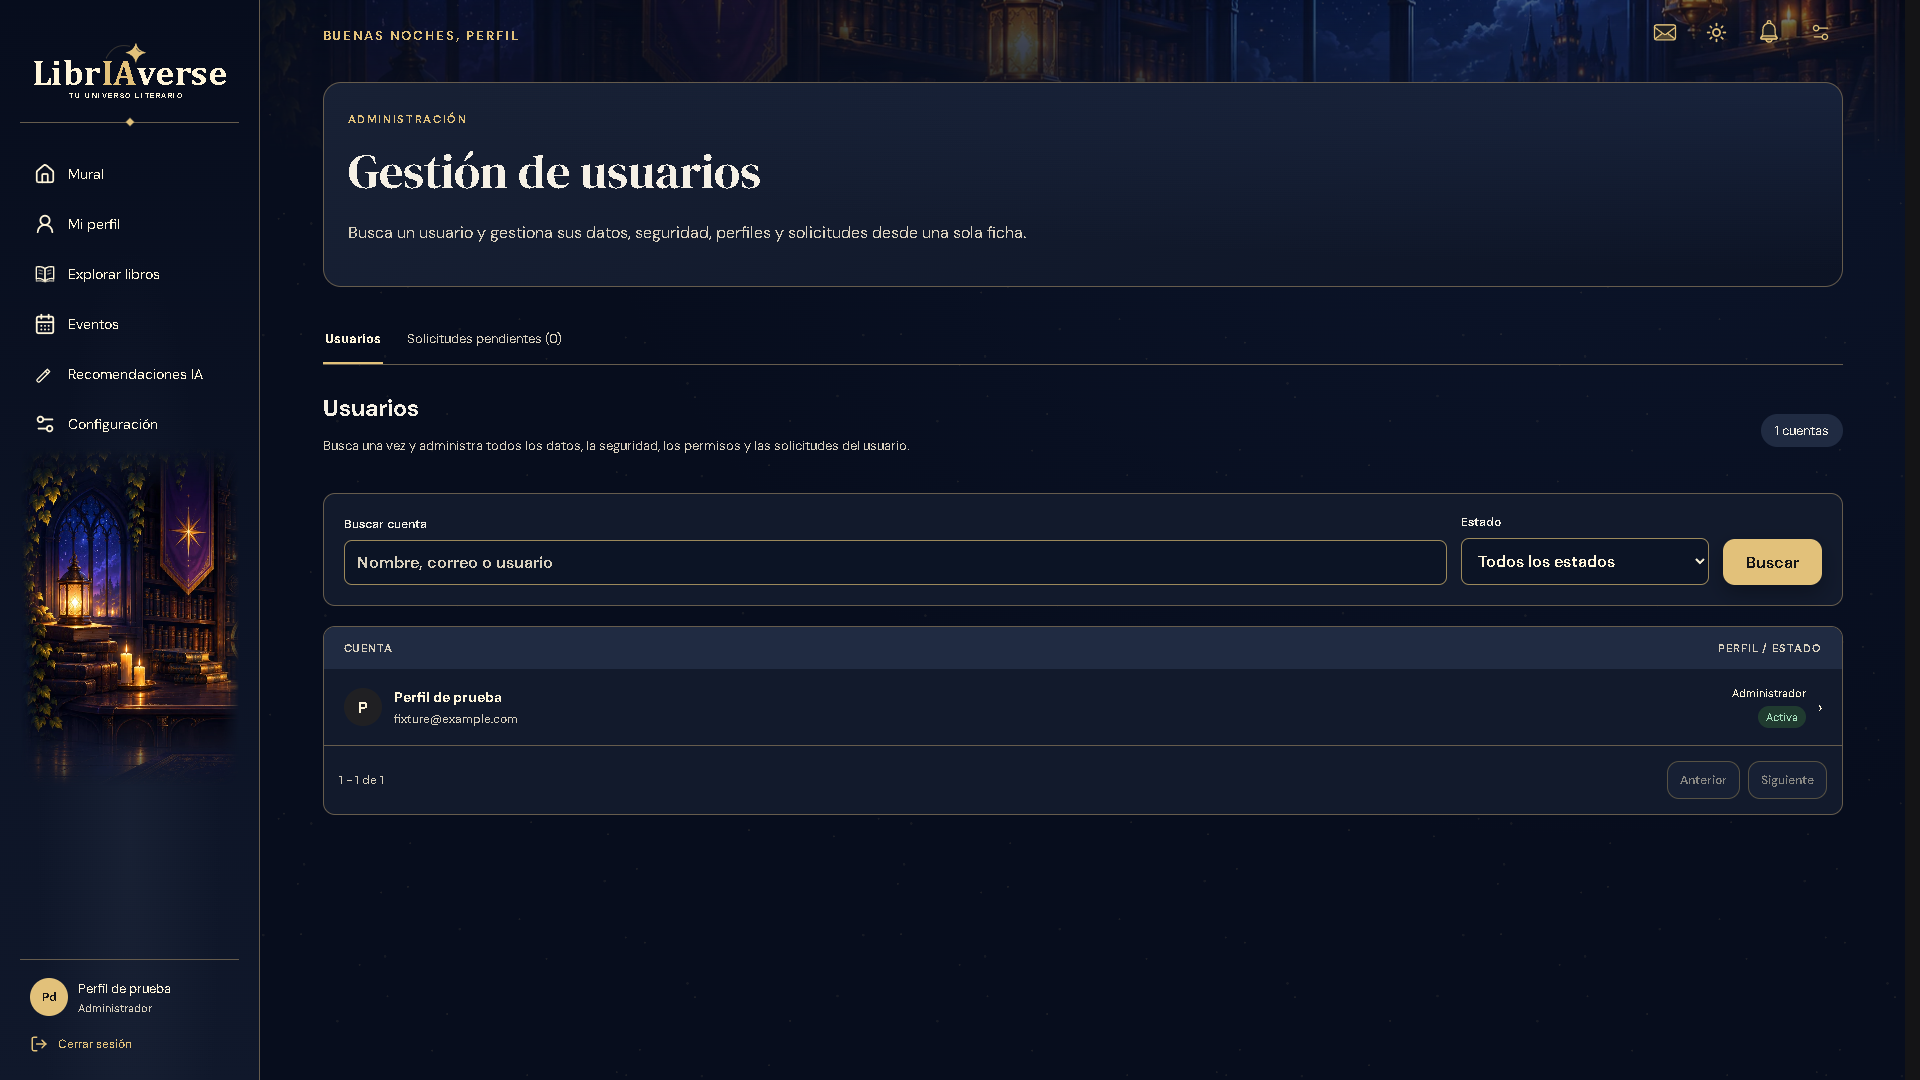 LibrIAverse
TU UNIVERSO LITERARIO
Mural
Mi perfil
Explorar libros
Eventos
Recomendaciones IA
Configuración
Pd
Perfil de prueba
Administrador
Cerrar sesión
BUENAS NOCHES, PERFIL
ADMINISTRACIÓN
Gestión de usuarios
Busca un usuario y gestiona sus datos, seguridad, perfiles y solicitudes desde una sola ficha.
Usuarios
Solicitudes pendientes (0)
Usuarios
Busca una vez y administra todos los datos, la seguridad, los permisos y las solicitudes del usuario.
1 cuentas
Buscar cuenta
Nombre, correo o usuario
Estado
Todos los estados
Buscar
CUENTA
PERFIL / ESTADO
P
Perfil de prueba
fixture@example.com
Administrador
Activa
1 - 1 de 1
Anterior
Siguiente